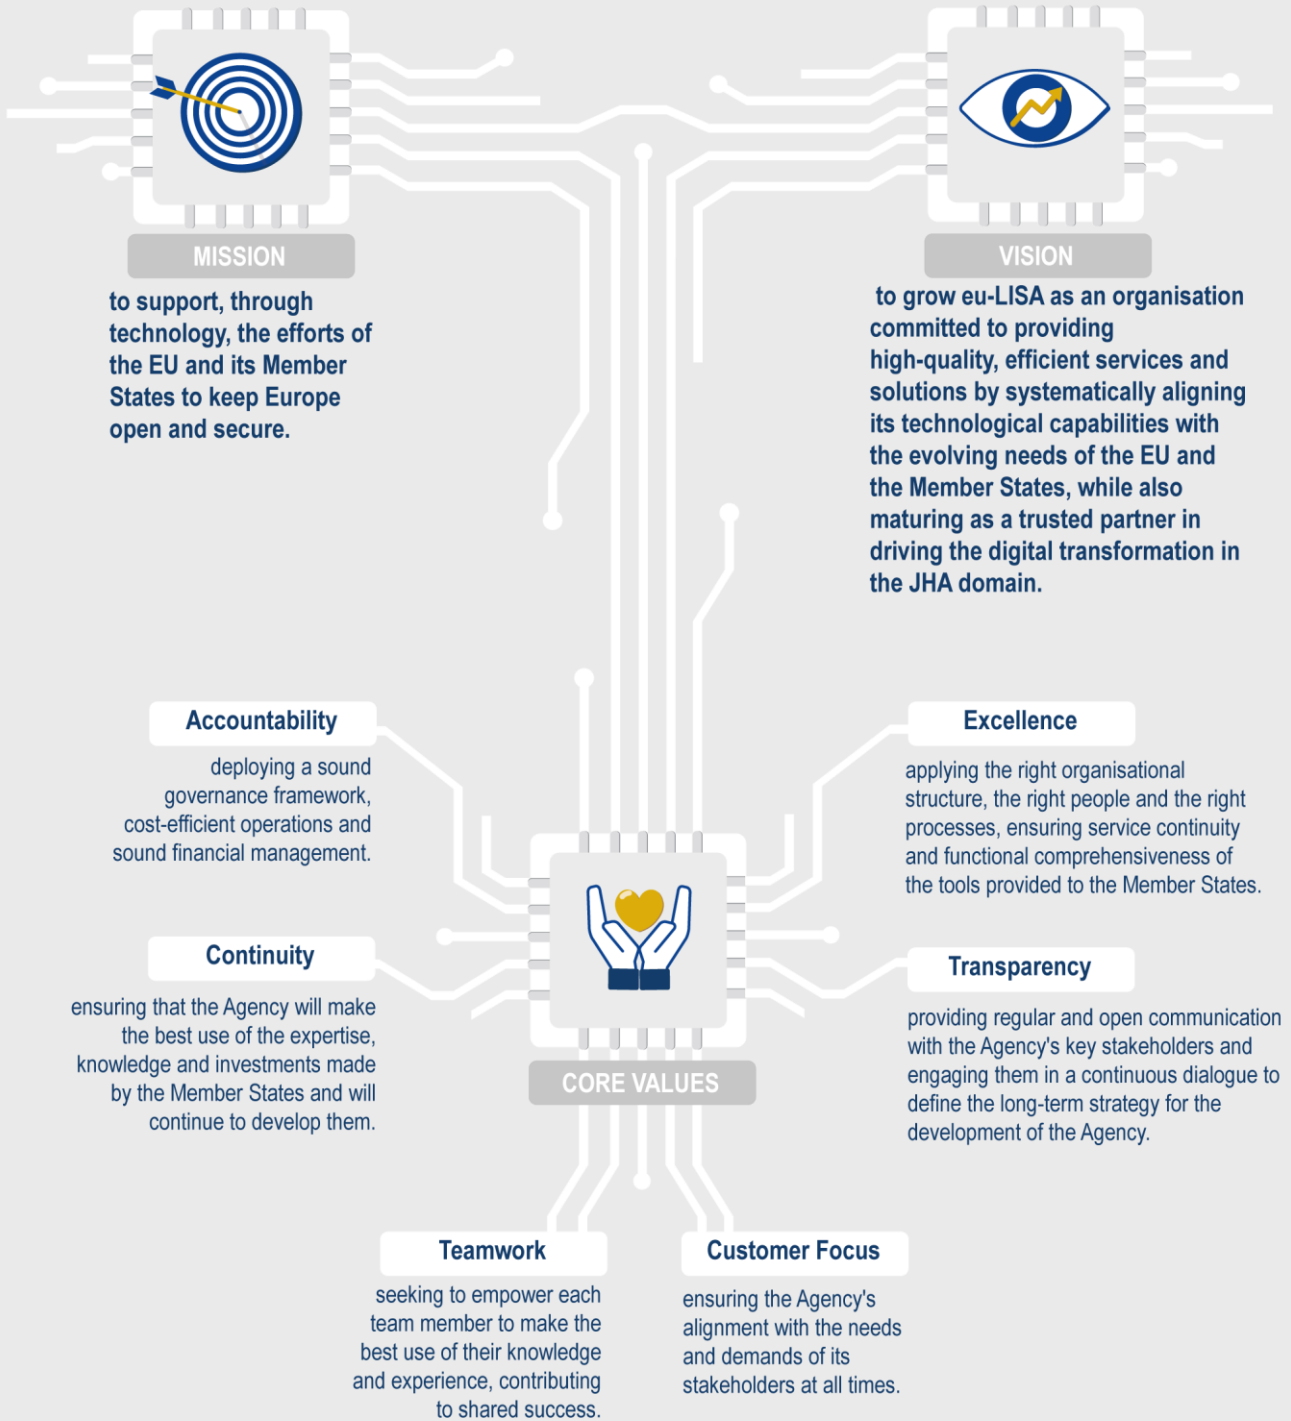 MISSION
to support, through
technology, the efforts of
the EU and its Member
States to keep Europe
open and secure.
VISION
to grow eu-LISA as an organisation
committed to providing
high-quality, efficient services and
solutions by systematically aligning
its technological capabilities with
the evolving needs of the EU and
the Member States, while also
maturing as a trusted partner in
driving the digital transformation in
the JHA domain.
Accountability
deploying a sound
governance framework,
cost-efficient operations and
sound financial management.
Excellence
applying the right organisational
structure, the right people and the right
processes, ensuring service continuity
and functional comprehensiveness of
the tools provided to the Member States.
Continuity
ensuring that the Agency will make
the best use of the expertise,
knowledge and investments made
by the Member States and will
continue to develop them.
Transparency
providing regular and open communication
with the Agency's key stakeholders and
engaging them in a continuous dialogue to
define the long-term strategy for the
development of the Agency.
CORE VALUES
Teamwork
seeking to empower each
team member to make the
best use of their knowledge
and experience, contributing
to shared success.
Customer Focus
ensuring the Agency's
alignment with the needs
and demands of its
stakeholders at all times.